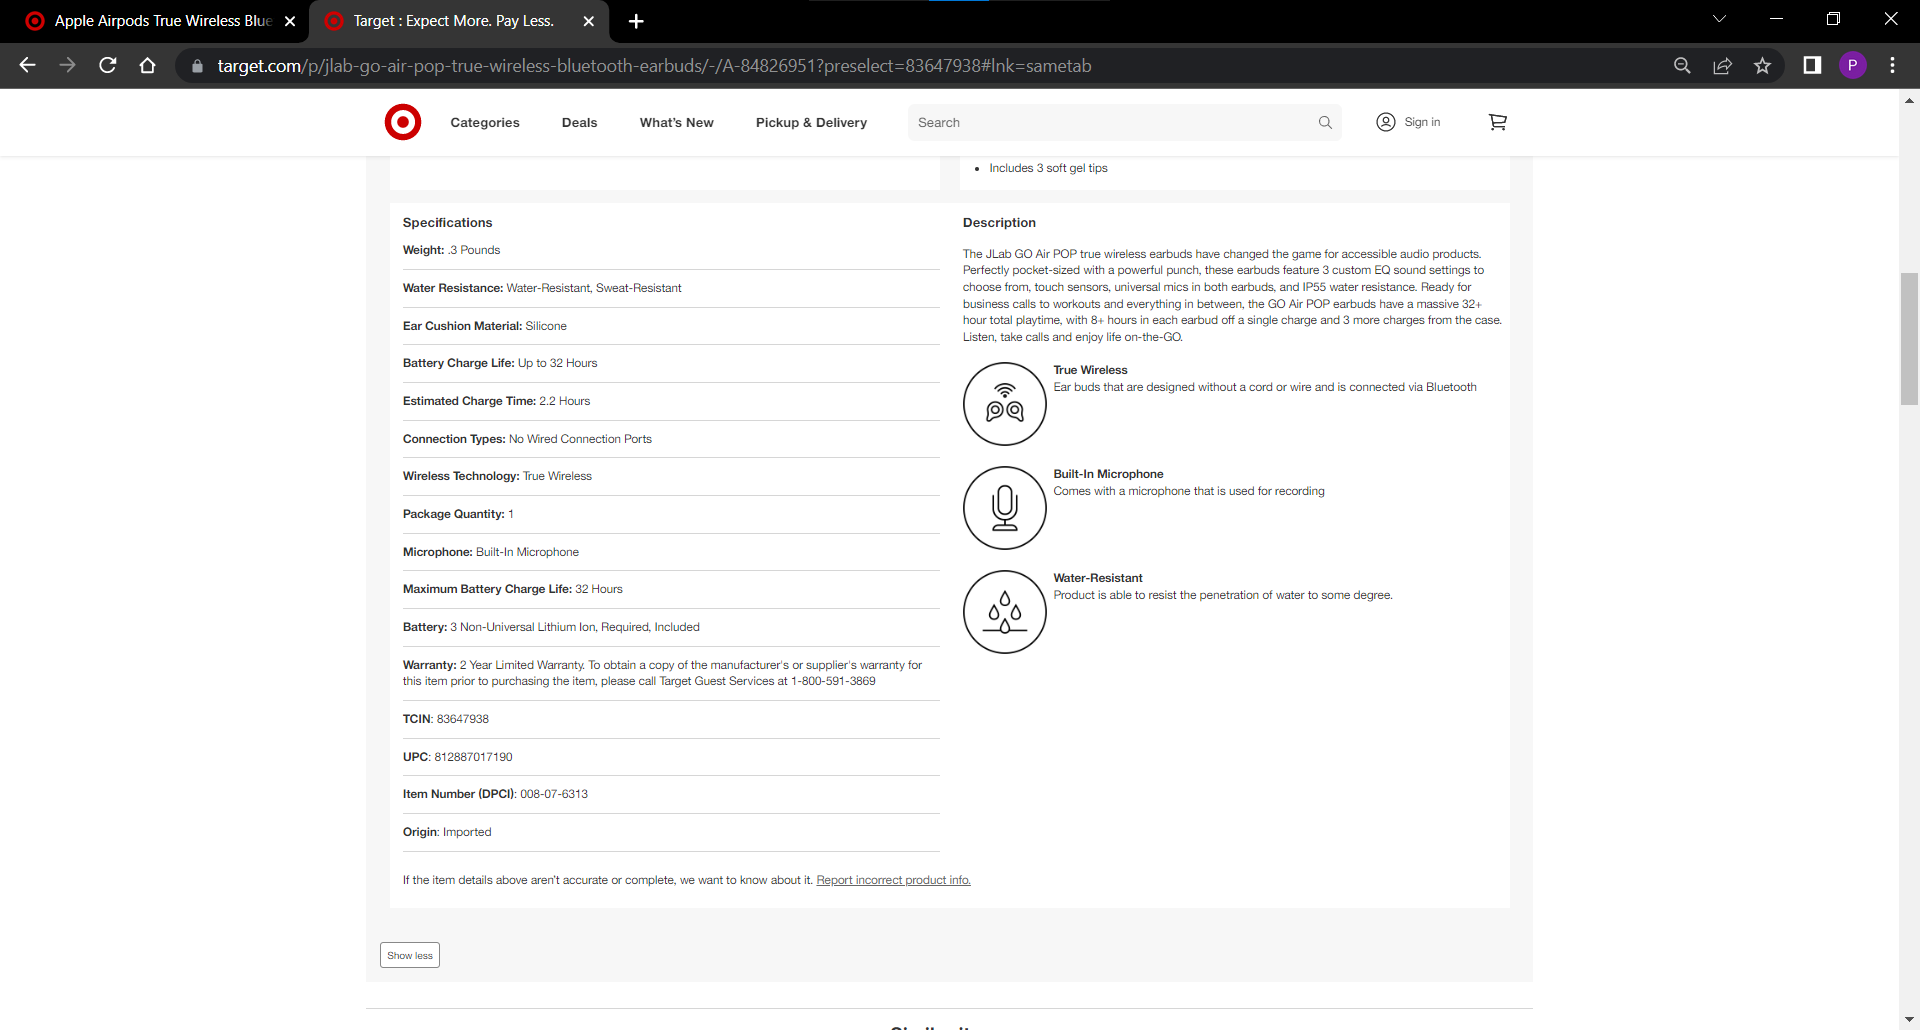 Apple Airpods True Wireless Blue
Target : Expect More. Pay Less.
target.com/p/jlab-go-air-pop-true-wireless-bluetooth-earbuds/-/A-84826951?preselect=83647938#lnk=sametab
P
Categories
Deals
What's New
Pickup & Delivery
Search
Sign in
• Includes 3 soft gel tips
Specifications
Weight: .3 Pounds
Water Resistance: Water-Resistant, Sweat-Resistant
Ear Cushion Material: Silicone
Battery Charge Life: Up to 32 Hours
Estimated Charge Time: 2.2 Hours
Connection Types: No Wired Connection Ports
Wireless Technology: True Wireless
Package Quantity: 1
Microphone: Built-In Microphone
Maximum Battery Charge Life: 32 Hours
Battery: 3 Non-Universal Lithium Ion, Required, Included
Warranty: 2 Year Limited Warranty. To obtain a copy of the manufacturer's or supplier's warranty for
this item prior to purchasing the item, please call Target Guest Services at 1-800-591-3869
TCIN: 83647938
UPC: 812887017190
Item Number (DPCI): 008-07-6313
Origin: Imported
If the item details above aren't accurate or complete, we want to know about it. Report incorrect product info.
Description
The JLab GO Air POP true wireless earbuds have changed the game for accessible audio products.
Perfectly pocket-sized with a powerful punch, these earbuds feature 3 custom EQ sound settings to
choose from, touch sensors, universal mics in both earbuds, and IP55 water resistance. Ready for
business calls to workouts and everything in between, the GO Air POP earbuds have a massive 32+
hour total playtime, with 8+ hours in each earbud off a single charge and 3 more charges from the case.
Listen, take calls and enjoy life on-the-GO.
True Wireless
Ear buds that are designed without a cord or wire and is connected via Bluetooth
Built-In Microphone
Comes with a microphone that is used for recording
Water-Resistant
Product is able to resist the penetration of water to some degree.
Show less